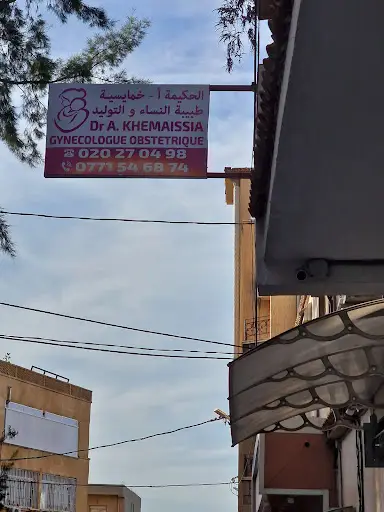 الحكيمة أ - خمايسية
طبيبة النساء و التوليد
Dr A. KHEMAISSIA
GYNECOLOGUE OBSTETRIQUE
020 27 04 98
0771 54 68 74